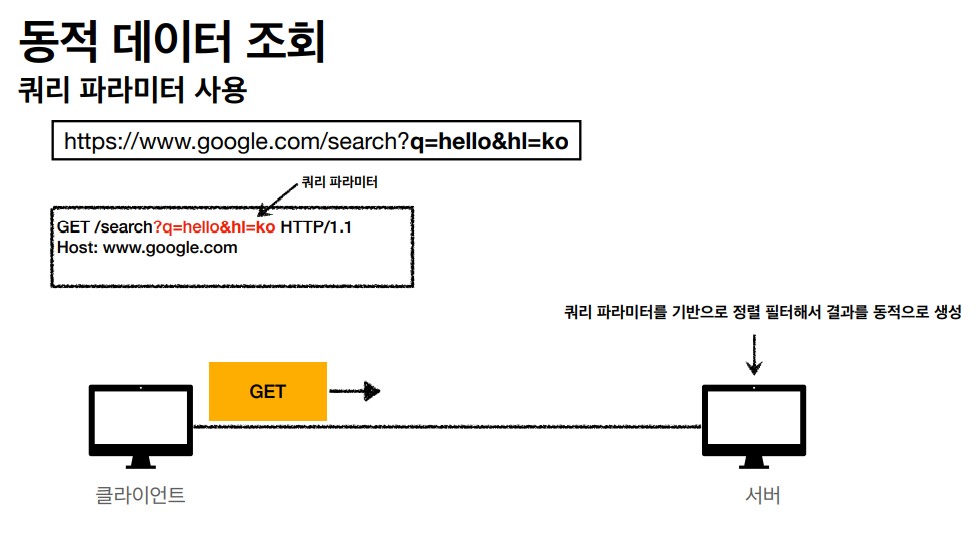 동적 데이터 조회
쿼리 파라미터 사용
https://www.google.com/search?q=hello&hl=ko
쿼리 파라미터
GET /search?q=hello&hl=ko HTTP/1.1
Host: www.google.com
쿼리 파라미터를 기반으로 정렬 필터해서 결과를 동적으로 생성
GET
클라이언트
서버